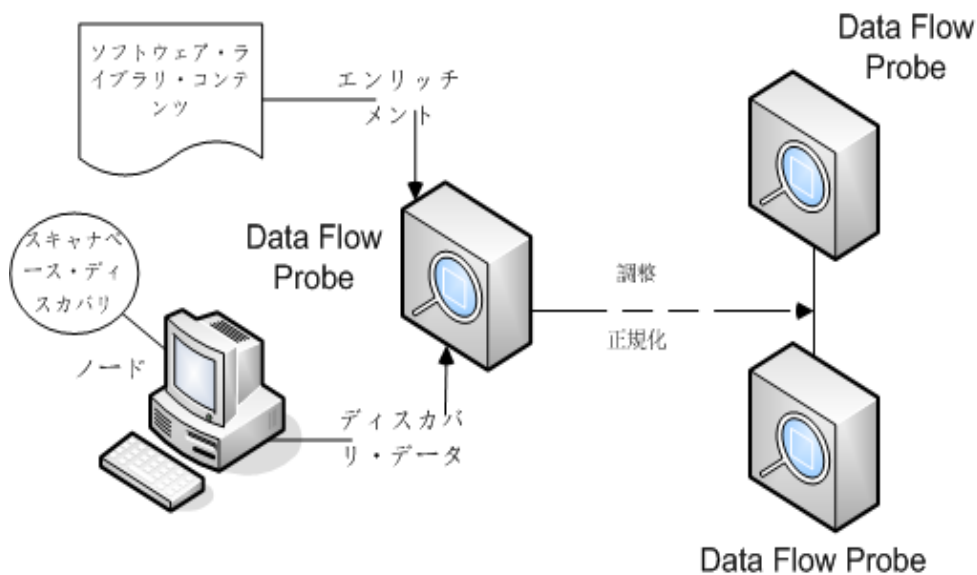 ソフトウェア・ラ
イブラリ・コンテ
ンツ
エンリッチ
メント
Data Flow
Probe
スキャナベ
ース・ディ
スカバリ
Data Flow
Probe
調整
正規化
ノード
ディスカバ
リ・データ
Data Flow Probe